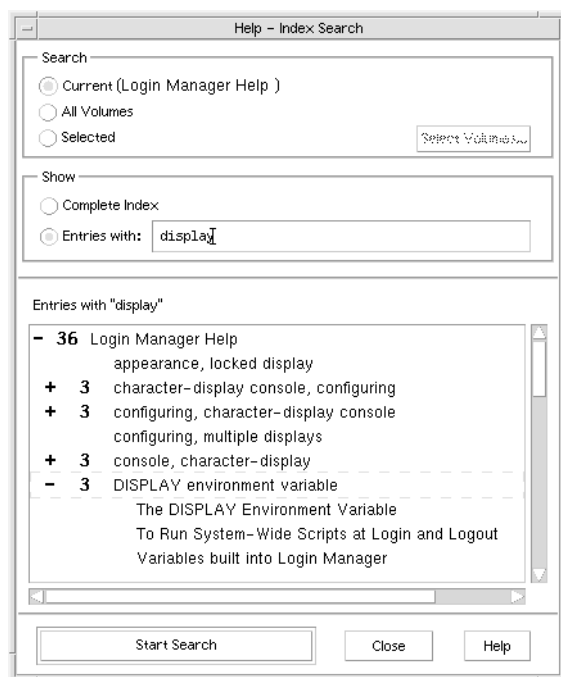 Help - Index Search
Search
Current (Login Manager Help )
All Volumes
Selected
Select Volumes...
Show
Complete Index
Entries with: display
Entries with "display"
- 36 Login Manager Help
appearance, locked display
+ 3 character-display console, configuring
+ 3 configuring, character-display console
configuring, multiple displays
+ 3 console, character-display
- 3 DISPLAY environment variable
The DISPLAY Environment Variable
To Run System-Wide Scripts at Login and Logout
Variables built into Login Manager
Start Search Close Help